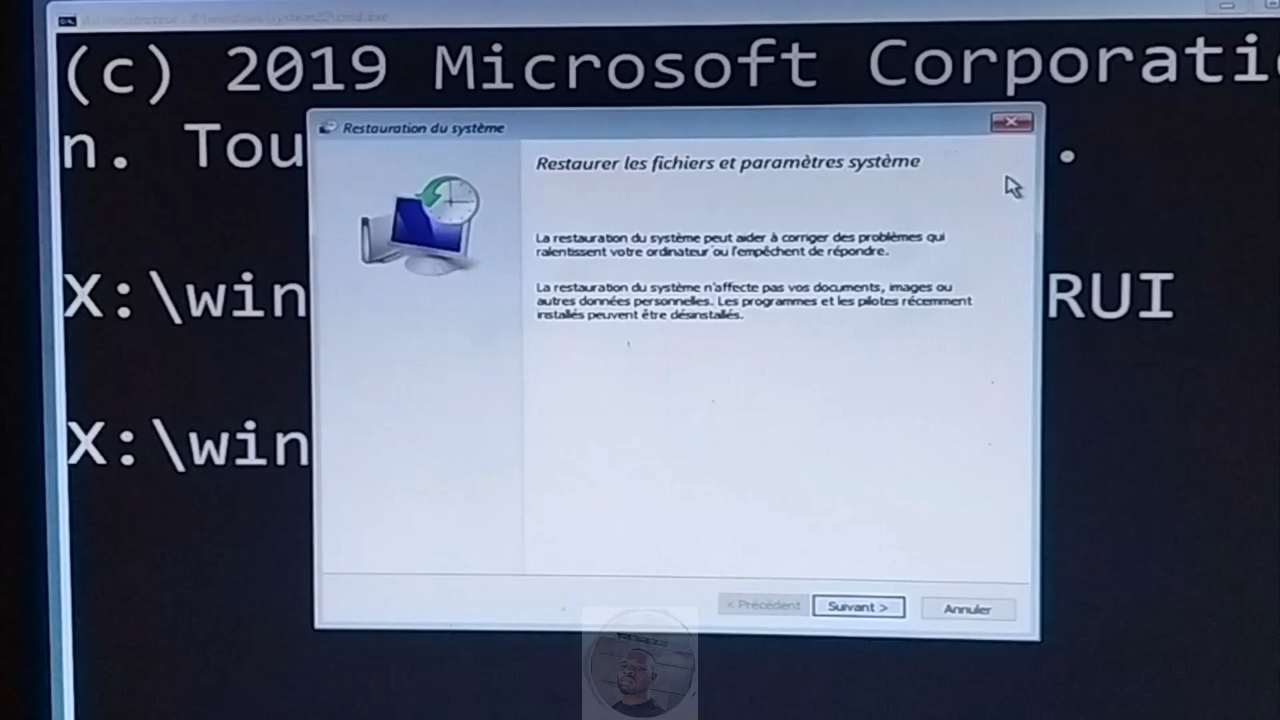 (c) 2019 Microsoft Corporati
n. Tou
.
Restauration du système
Restaurer les fichiers et paramètres système
La restauration du système peut aider à corriger des problèmes qui
ralentissent votre ordinateur ou l'empêchent de répondre.
La restauration du système n'affecte pas vos documents, images ou
autres données personnelles. Les programmes et les pilotes récemment
installés peuvent être désinstallés.
X:\win
RUI
X:\win
< Précédent
Suivant >
Annuler